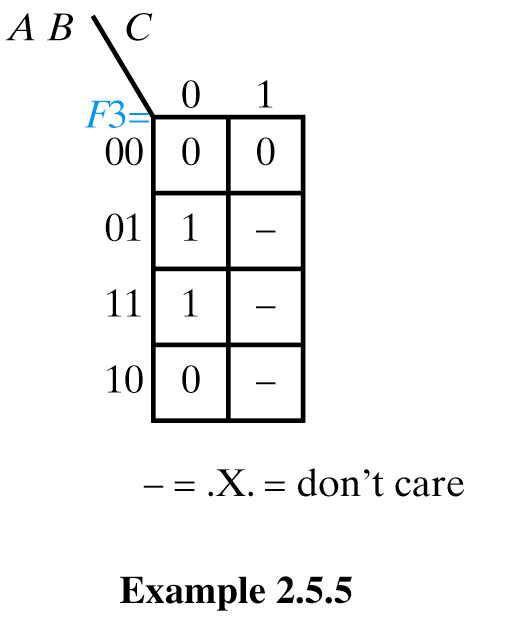 A B \ C
0 1
F3=
00 0 0
01 1 –
11 1 –
10 0 –
– = .X. = don’t care
Example 2.5.5